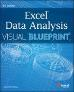 Excel
Data Analysis
VISUAL BLUEPRINT